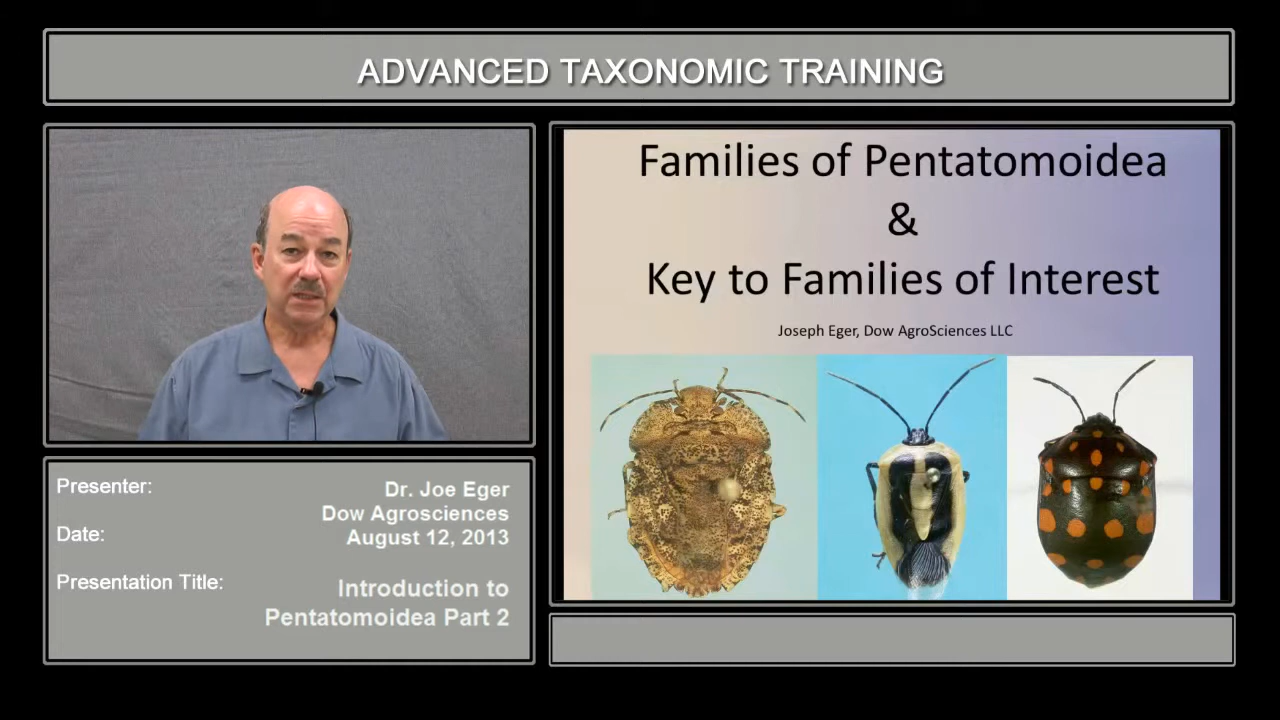 ADVANCED TAXONOMIC TRAINING
Families of Pentatomoidea
&
Key to Families of Interest
Joseph Eger, Dow AgroSciences LLC
Presenter:
Dr. Joe Eger
Dow Agrosciences
Date:
August 12, 2013
Presentation Title:
Introduction to
Pentatomoidea Part 2